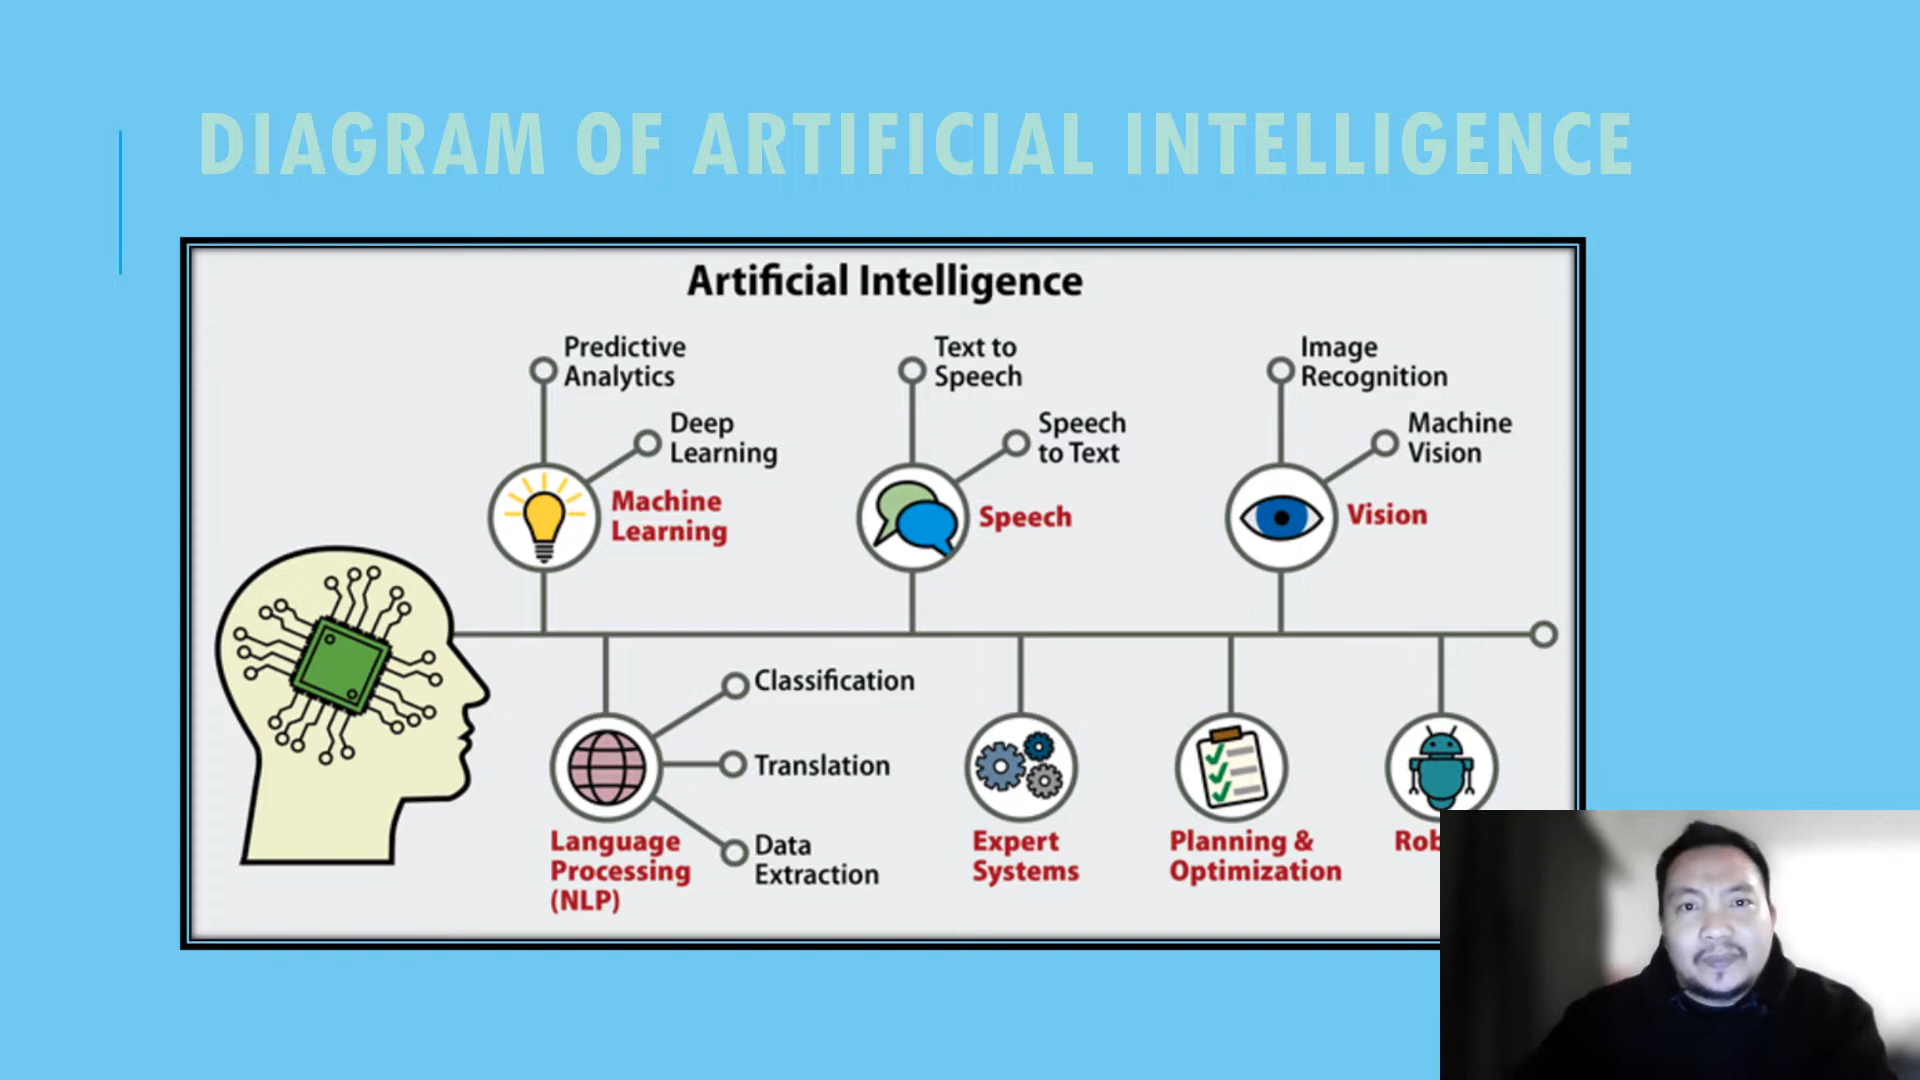 DIAGRAM OF ARTIFICIAL INTELLIGENCE
Artificial Intelligence
Predictive
Analytics
Deep
Learning
Machine
Learning
Text to
Speech
Speech
to Text
Speech
Image
Recognition
Machine
Vision
Vision
Classification
Translation
Data
Extraction
Language
Processing
(NLP)
Expert
Systems
Planning &
Optimization